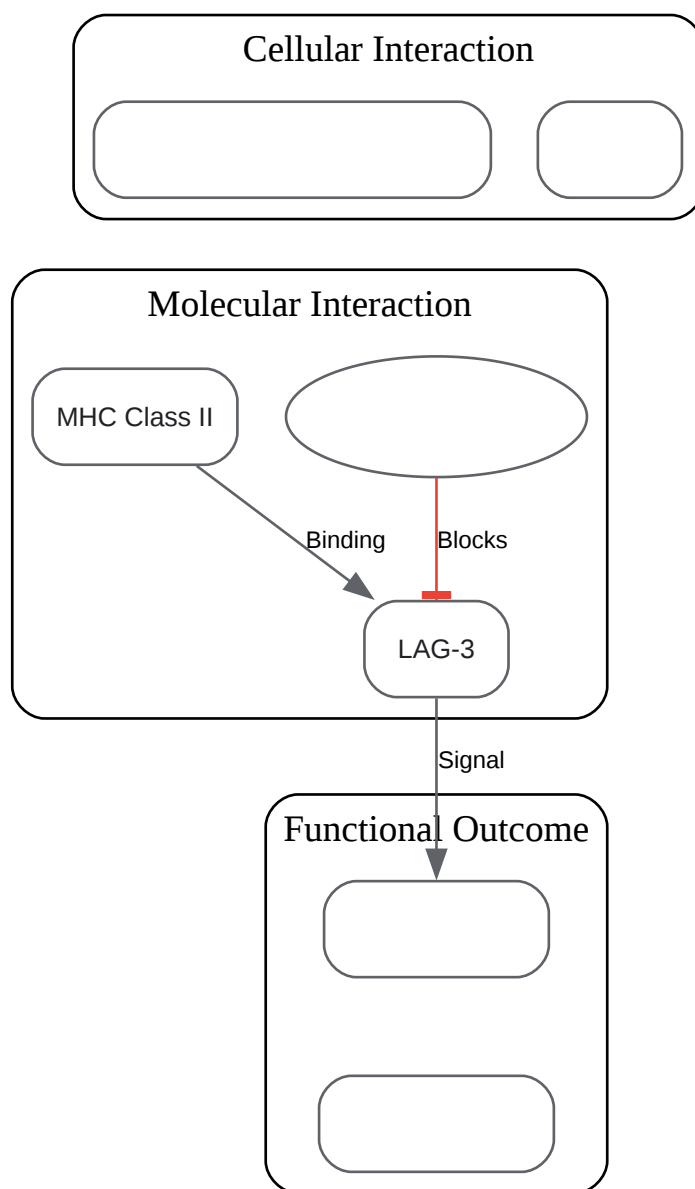 Cellular Interaction
Molecular Interaction
MHC Class II
Binding
Blocks
LAG-3
Signal
Functional Outcome